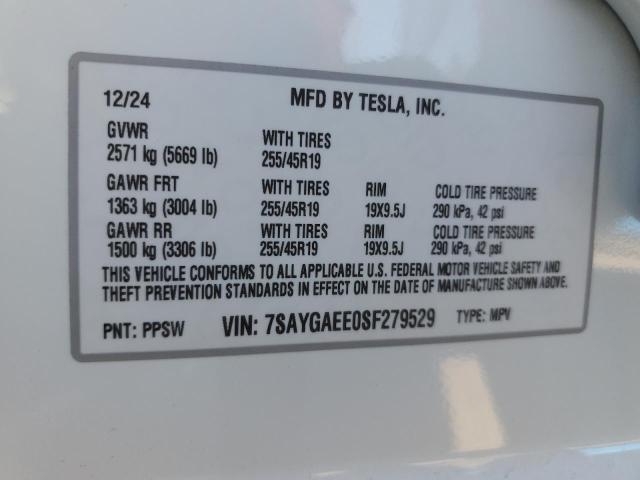 12/24 MFD BY TESLA, INC.
GVWR WITH TIRES
2571 kg (5669 lb) 255/45R19
GAWR FRT WITH TIRES RIM COLD TIRE PRESSURE
1363 kg (3004 lb) 255/45R19 19X9.5J 290 kPa, 42 psi
GAWR RR WITH TIRES RIM COLD TIRE PRESSURE
1500 kg (3306 lb) 255/45R19 19X9.5J 290 kPa, 42 psi
THIS VEHICLE CONFORMS TO ALL APPLICABLE U.S. FEDERAL MOTOR VEHICLE SAFETY AND
THEFT PREVENTION STANDARDS IN EFFECT ON THE DATE OF MANUFACTURE SHOWN ABOVE.
PNT: PPSW VIN: 7SAYGAEE0SF279529 TYPE: MPV